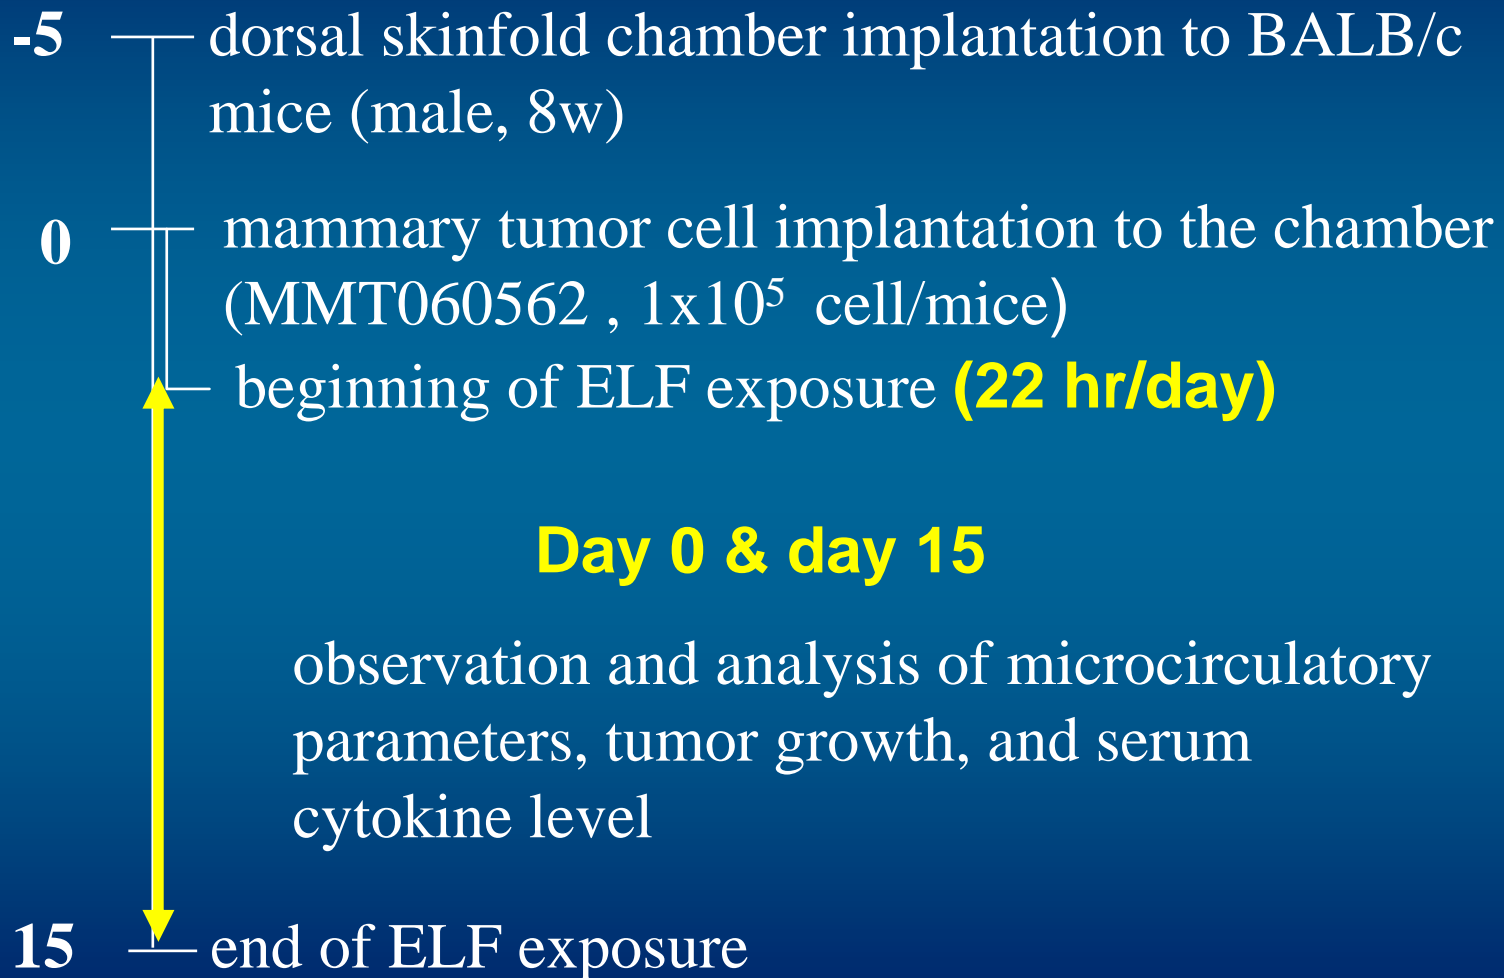 -5 dorsal skinfold chamber implantation to BALB/c
mice (male, 8w)
0 mammary tumor cell implantation to the chamber
(MMT060562 , 1x10⁵ cell/mice)
beginning of ELF exposure (22 hr/day)
Day 0 & day 15
observation and analysis of microcirculatory
parameters, tumor growth, and serum
cytokine level
15 end of ELF exposure